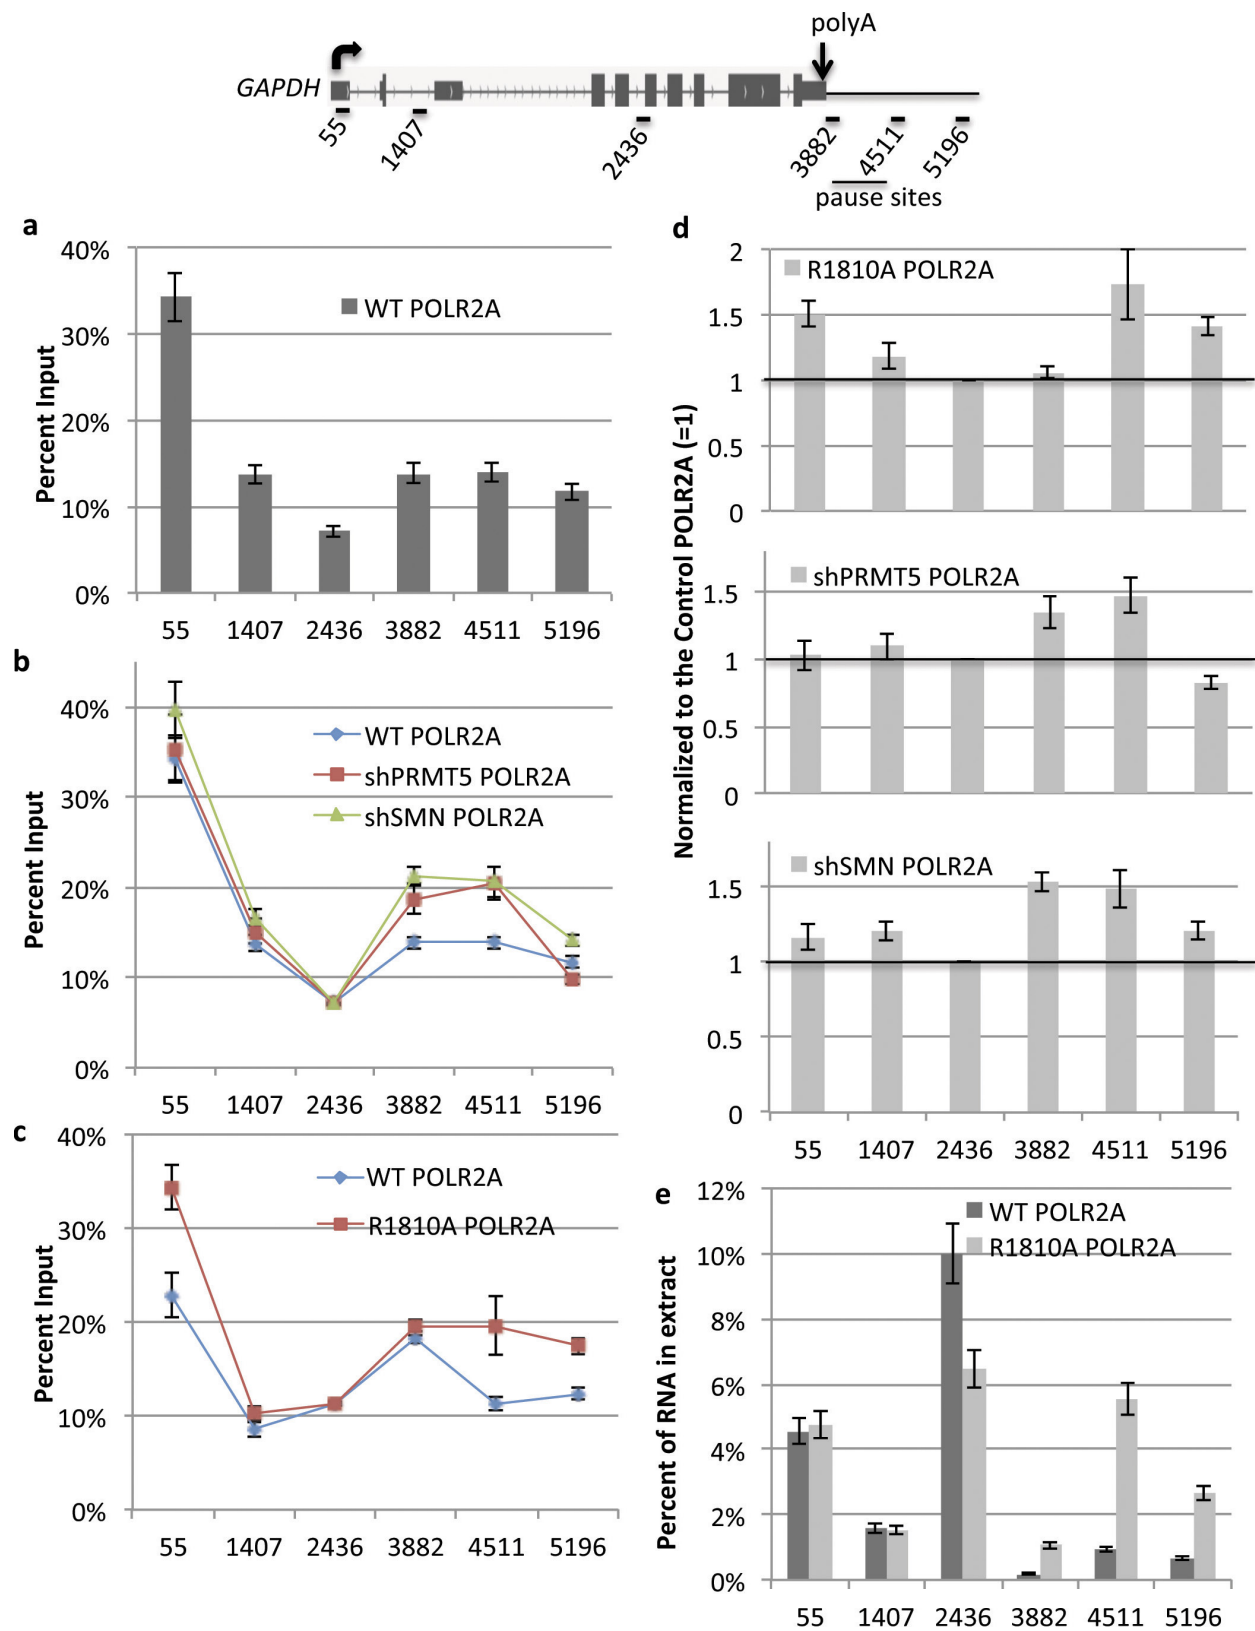 polyA
GAPDH
55 1407 2436 3882 4511 5196
pause sites
a
40%
30%
20%
10%
0%
Percent Input
WT POLR2A
55 1407 2436 3882 4511 5196
b
40%
30%
20%
10%
0%
Percent Input
WT POLR2A
shPRMT5 POLR2A
shSMN POLR2A
55 1407 2436 3882 4511 5196
c
40%
30%
20%
10%
0%
Percent Input
WT POLR2A
R1810A POLR2A
55 1407 2436 3882 4511 5196
d
Normalized to the Control POLR2A (=1)
2
1.5
1
0.5
0
R1810A POLR2A
1.5
1
0.5
0
shPRMT5 POLR2A
1.5
1
0.5
0
shSMN POLR2A
55 1407 2436 3882 4511 5196
e
12%
10%
8%
6%
4%
2%
0%
Percent of RNA in extract
WT POLR2A
R1810A POLR2A
55 1407 2436 3882 4511 5196